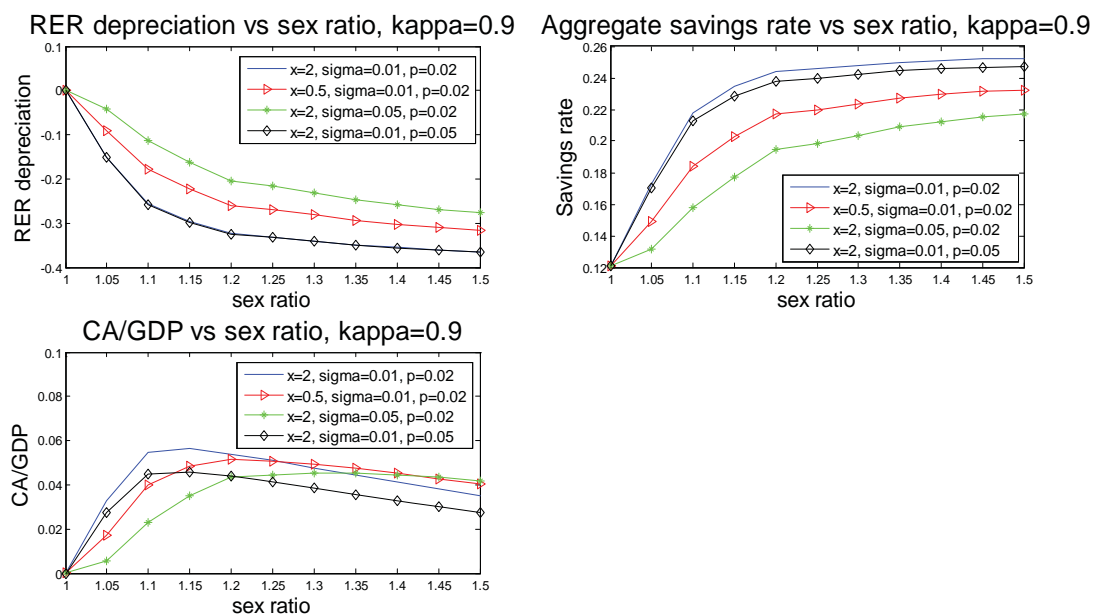 RER depreciation vs sex ratio, kappa=0.9
0.1
0
-0.1
-0.2
-0.3
-0.4
RER depreciation
x=2, sigma=0.01, p=0.02
x=0.5, sigma=0.01, p=0.02
x=2, sigma=0.05, p=0.02
x=2, sigma=0.01, p=0.05
1 1.05 1.1 1.15 1.2 1.25 1.3 1.35 1.4 1.45 1.5
sex ratio
Aggregate savings rate vs sex ratio, kappa=0.9
0.26
0.24
0.22
0.2
0.18
0.16
0.14
0.12
Savings rate
x=2, sigma=0.01, p=0.02
x=0.5, sigma=0.01, p=0.02
x=2, sigma=0.05, p=0.02
x=2, sigma=0.01, p=0.05
1 1.05 1.1 1.15 1.2 1.25 1.3 1.35 1.4 1.45 1.5
sex ratio
CA/GDP vs sex ratio, kappa=0.9
0.1
0.08
0.06
0.04
0.02
0
CA/GDP
x=2, sigma=0.01, p=0.02
x=0.5, sigma=0.01, p=0.02
x=2, sigma=0.05, p=0.02
x=2, sigma=0.01, p=0.05
1 1.05 1.1 1.15 1.2 1.25 1.3 1.35 1.4 1.45 1.5
sex ratio